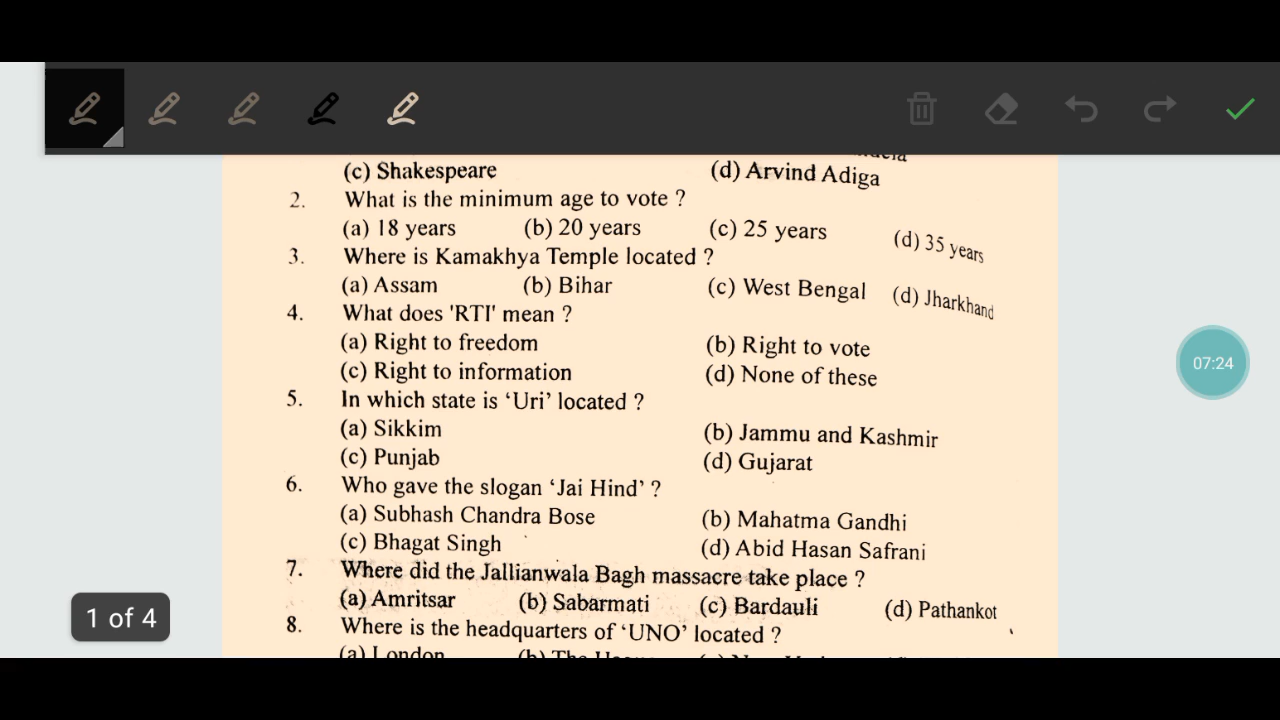 (c) Shakespeare (d) Arvind Adiga
2. What is the minimum age to vote ?
(a) 18 years (b) 20 years (c) 25 years (d) 35 years
3. Where is Kamakhya Temple located ?
(a) Assam (b) Bihar (c) West Bengal (d) Jharkhand
4. What does 'RTI' mean ?
(a) Right to freedom (b) Right to vote
(c) Right to information (d) None of these
5. In which state is ‘Uri’ located ?
(a) Sikkim (b) Jammu and Kashmir
(c) Punjab (d) Gujarat
6. Who gave the slogan ‘Jai Hind’ ?
(a) Subhash Chandra Bose (b) Mahatma Gandhi
(c) Bhagat Singh (d) Abid Hasan Safrani
7. Where did the Jallianwala Bagh massacre take place ?
(a) Amritsar (b) Sabarmati (c) Bardauli (d) Pathankot
8. Where is the headquarters of ‘UNO’ located ?
(a) London (b) The
07:24
1 of 4